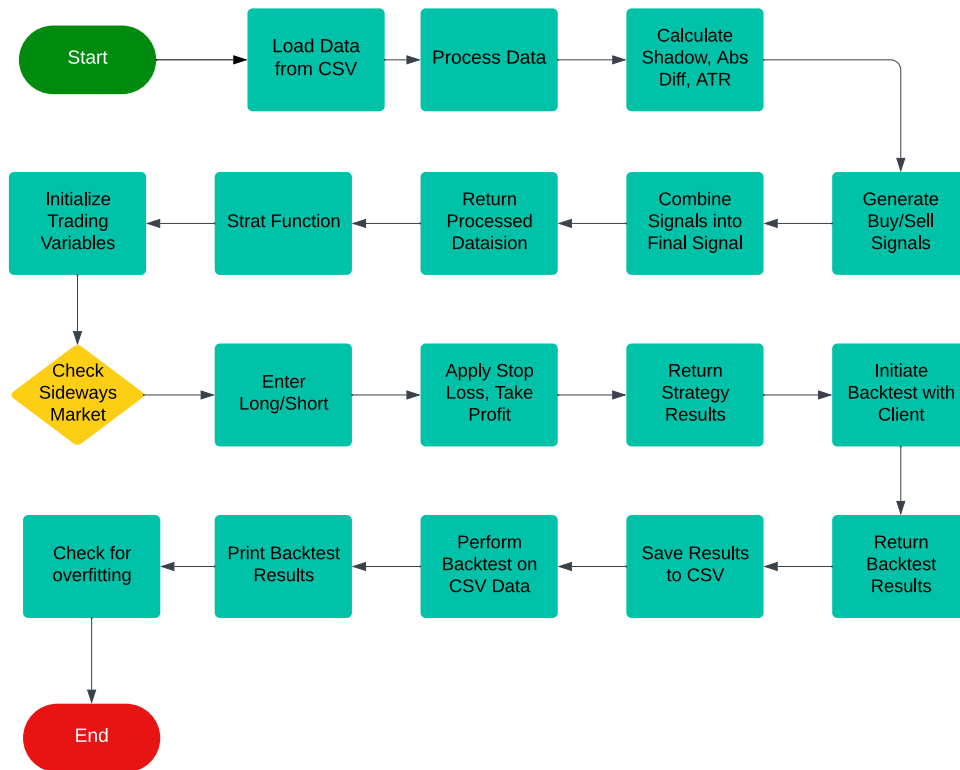 Start
Load Data
from CSV
Process Data
Calculate
Shadow, Abs
Diff, ATR
Generate
Buy/Sell
Signals
Combine
Signals into
Final Signal
Return
Processed
Dataision
Strat Function
Initialize
Trading
Variables
Check
Sideways
Market
Enter
Long/Short
Apply Stop
Loss, Take
Profit
Return
Strategy
Results
Initiate
Backtest with
Client
Return
Backtest
Results
Save Results
to CSV
Perform
Backtest on
CSV Data
Print Backtest
Results
Check for
overfitting
End